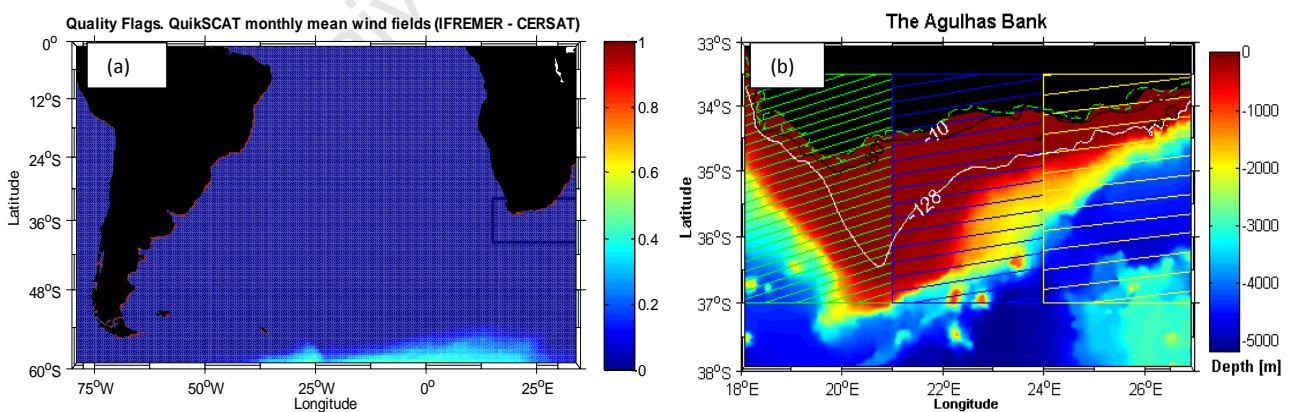 Quality Flags. QuikSCAT monthly mean wind fields (IFREMER - CERSAT)
(a)
0°
12°S
24°S
36°S
48°S
60°S
Latitude
75°W
50°W
25°W
0°
25°E
Longitude
1
0.8
0.6
0.4
0.2
0
The Agulhas Bank
(b)
33°S
34°S
35°S
36°S
37°S
38°S
Latitude
18°E
20°E
22°E
24°E
26°E
Longitude
-10
-128
0
-1000
-2000
-3000
-4000
-5000
Depth [m]